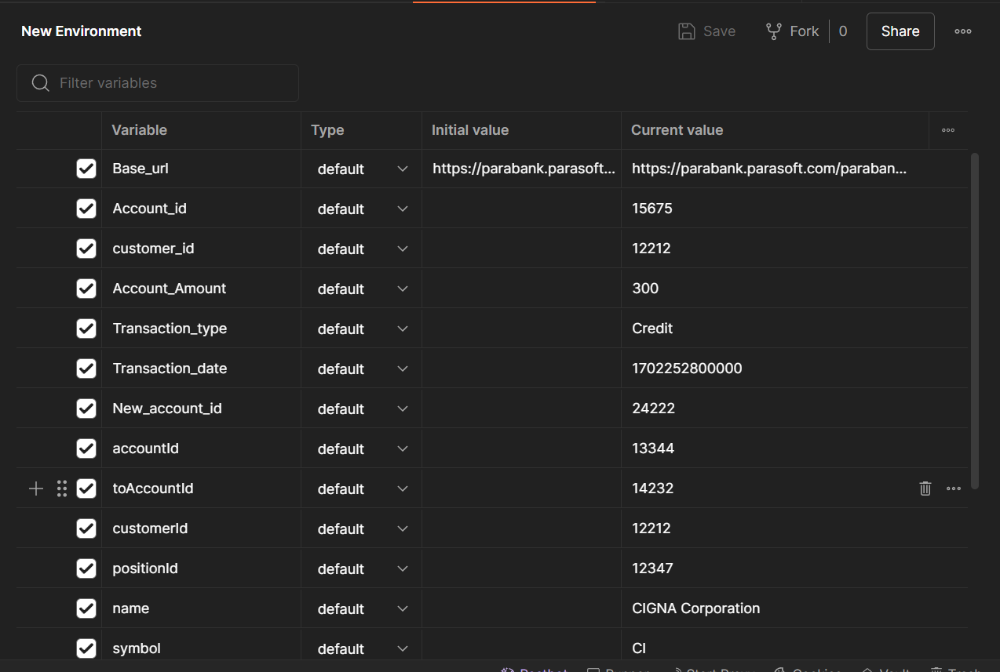 New Environment Save Fork 0 Share
Filter variables
Variable Type Initial value Current value
Base_url default https://parabank.parasoft... https://parabank.parasoft.com/paraban...
Account_id default 15675
customer_id default 12212
Account_Amount default 300
Transaction_type default Credit
Transaction_date default 1702252800000
New_account_id default 24222
accountId default 13344
toAccountId default 14232
customerId default 12212
positionId default 12347
name default CIGNA Corporation
symbol default CI